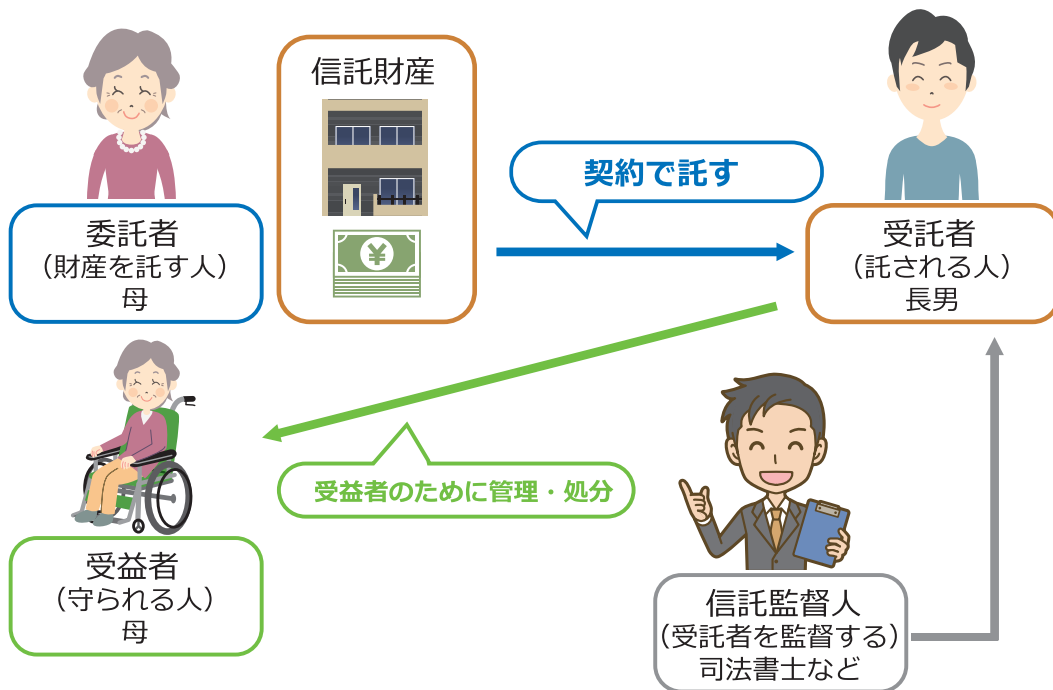 信託財産
¥
契約で託す
委託者
（財産を託す人）
母
受託者
（託される人）
長男
受益者のために管理・処分
受益者
（守られる人）
母
信託監督人
（受託者を監督する）
司法書士など